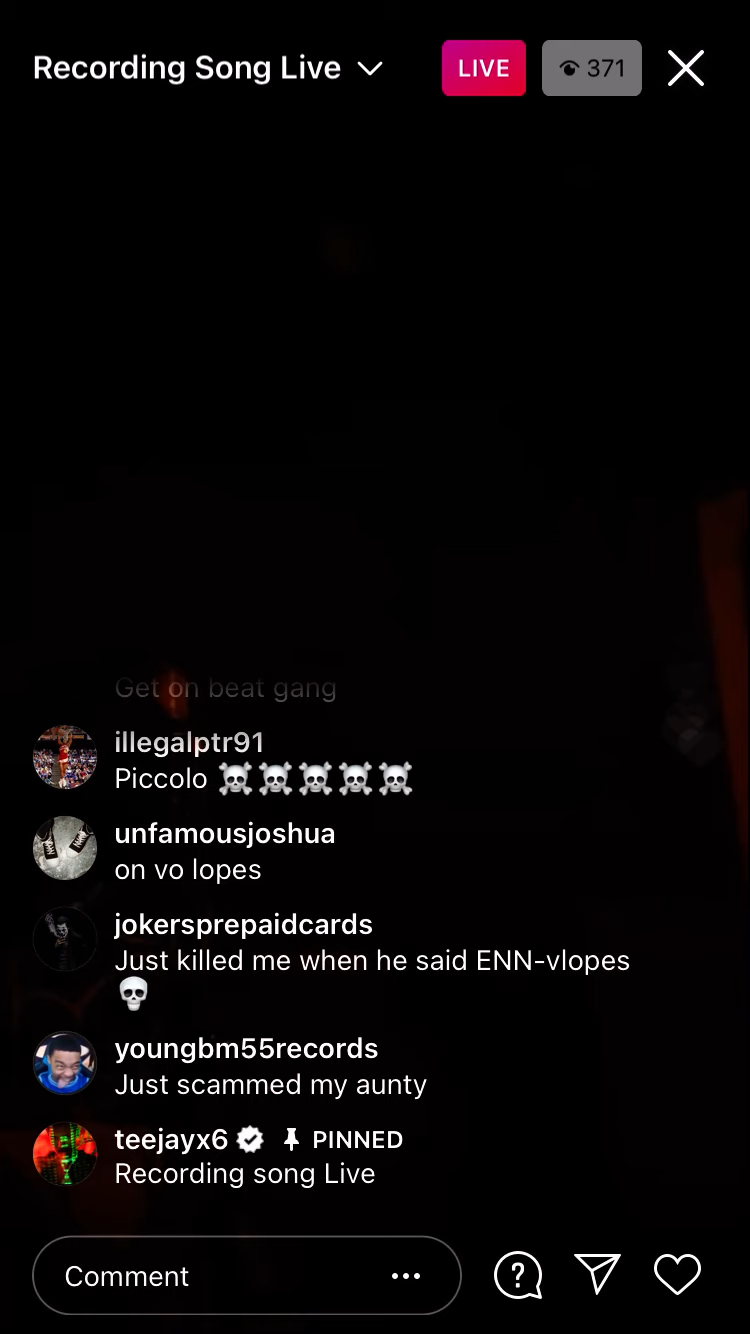 Recording Song Live
LIVE
371
Get on beat gang
illegalptr91
Piccolo ☠️☠️☠️☠️☠️
unfamousjoshua
on vo lopes
jokersprepaidcards
Just killed me when he said ENN-vlopes
💀
youngbm55records
Just scammed my aunty
teejayx6 PINNED
Recording song Live
Comment